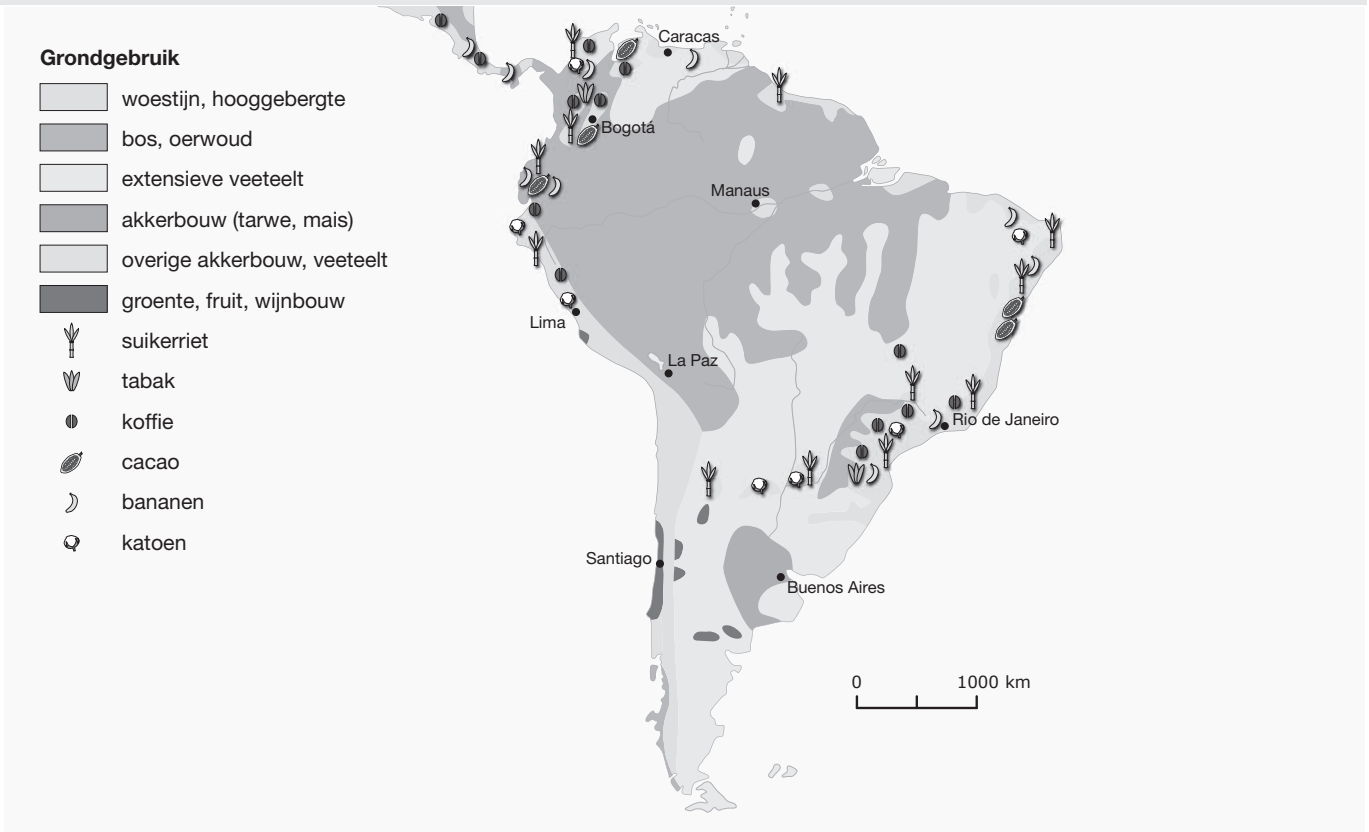 Grondgebruik
woestijn, hooggebergte
bos, oerwoud
extensieve veeteelt
akkerbouw (tarwe, mais)
overige akkerbouw, veeteelt
groente, fruit, wijnbouw
suikerriet
tabak
koffie
cacao
bananen
katoen
Caracas
Bogotá
Manaus
Lima
La Paz
Rio de Janeiro
Santiago
Buenos Aires
0 1000 km